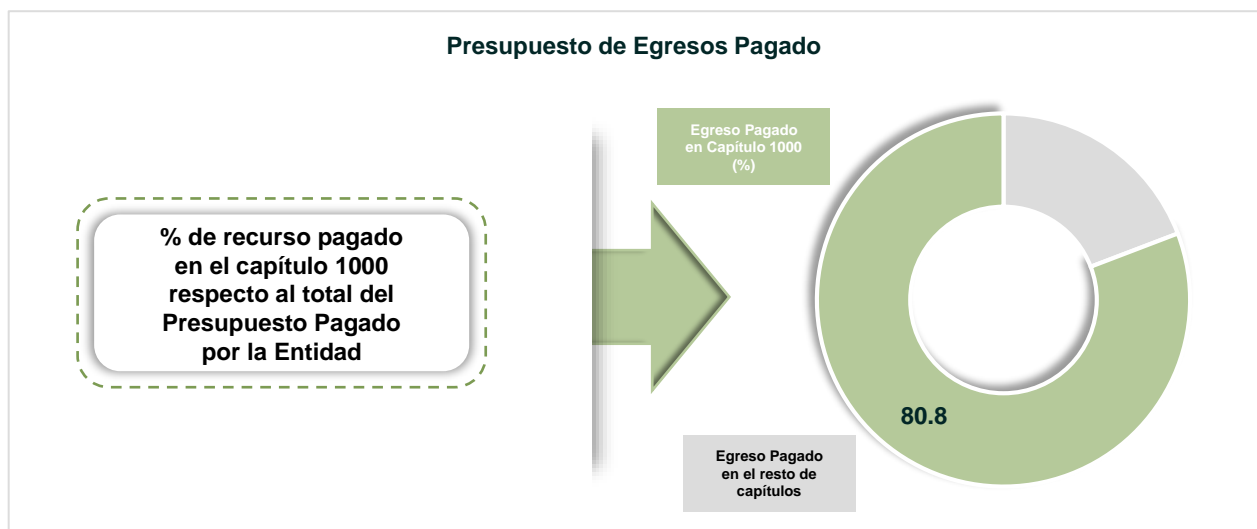 Presupuesto de Egresos Pagado
Egreso Pagado
en Capítulo 1000
(%)
% de recurso pagado
en el capítulo 1000
respecto al total del
Presupuesto Pagado
por la Entidad
80.8
Egreso Pagado
en el resto de
capítulos